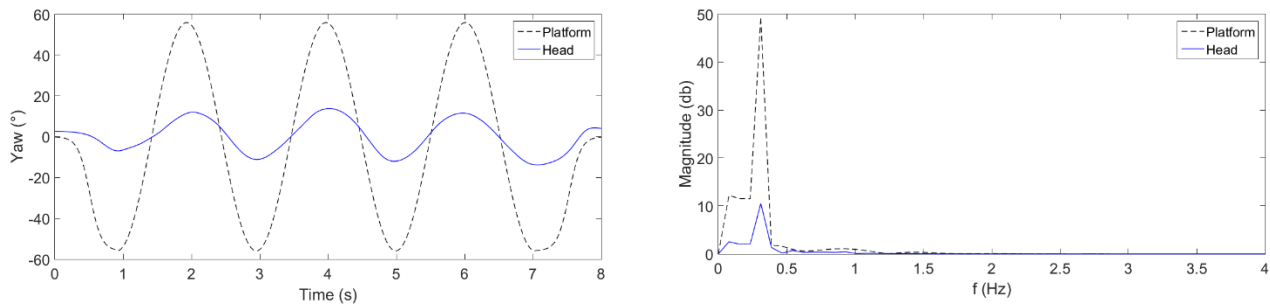 60
40
20
0
-20
-40
-60
Yaw (°)
0 1 2 3 4 5 6 7 8
Time (s)
Platform
Head
50
40
30
20
10
0
Magnitude (db)
0 0.5 1 1.5 2 2.5 3 3.5 4
f (Hz)
Platform
Head